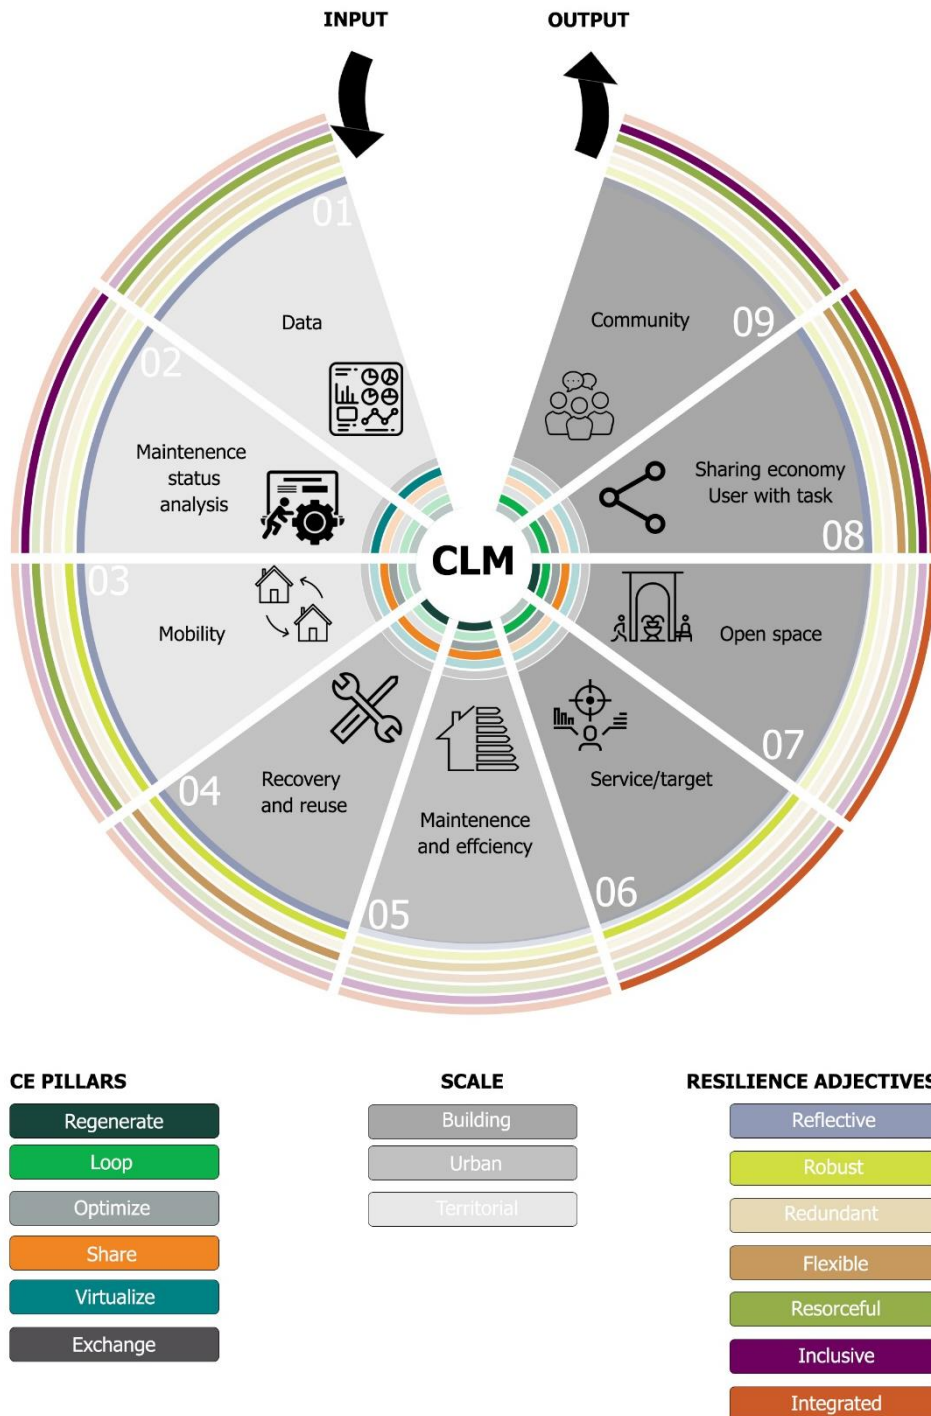 INPUT
OUTPUT
01
Data
02
Maintenence
status
analysis
03
Mobility
04
Recovery
and reuse
05
Maintenence
and effciency
06
Service/target
07
Open space
08
Sharing economy
User with task
09
Community
CLM
CE PILLARS
Regenerate
Loop
Optimize
Share
Virtualize
Exchange
SCALE
Building
Urban
Territorial
RESILIENCE ADJECTIVES
Reflective
Robust
Redundant
Flexible
Resorceful
Inclusive
Integrated